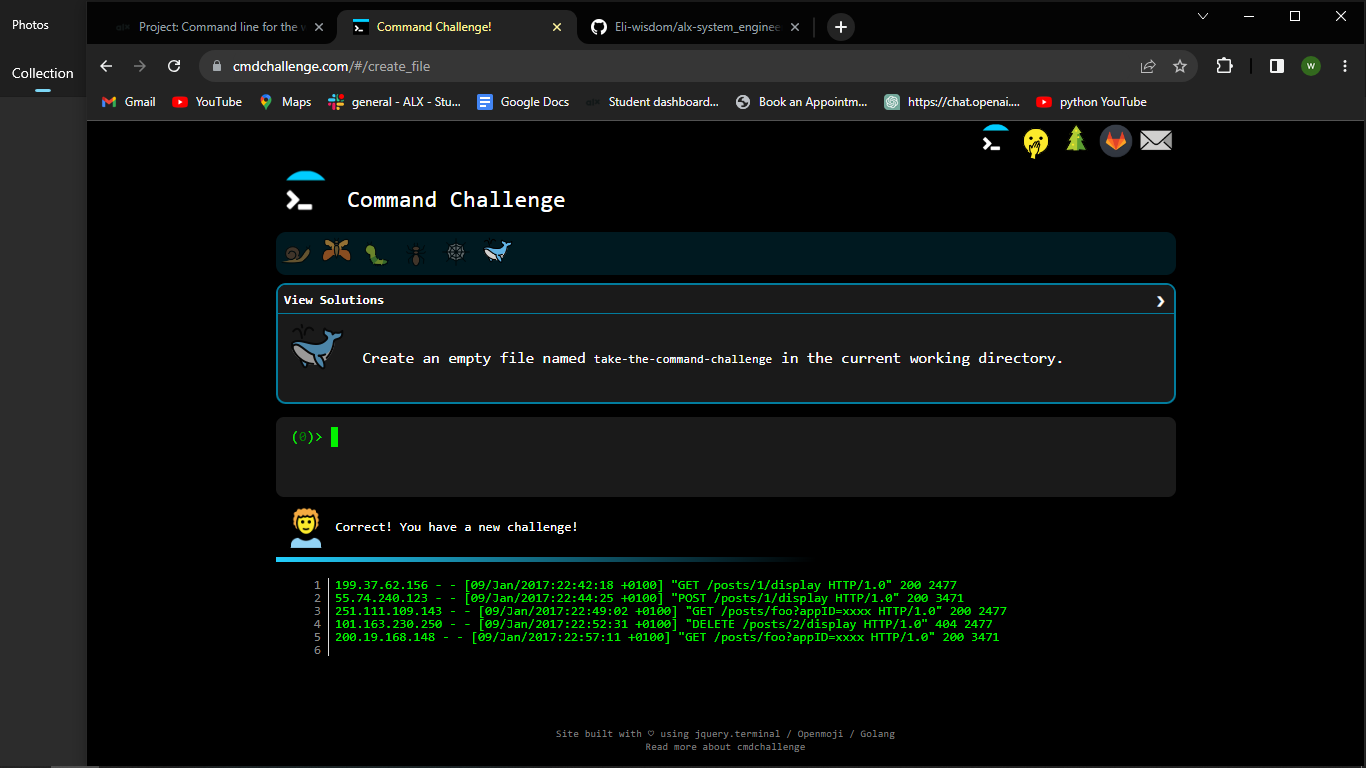 Photos
Collection
Project: Command line for the w
Command Challenge!
Eli-wisdom/alx-system_enginee
cmdchallenge.com/#/create_file
W
Gmail
YouTube
Maps
general - ALX - Stu...
Google Docs
Student dashboard...
Book an Appointm...
https://chat.openai....
python YouTube
Command Challenge
View Solutions
Create an empty file named take-the-command-challenge in the current working directory.
(0)>
Correct! You have a new challenge!
1 199.37.62.156 - - [09/Jan/2017:22:42:18 +0100] "GET /posts/1/display HTTP/1.0" 200 2477
2 55.74.240.123 - - [09/Jan/2017:22:44:25 +0100] "POST /posts/1/display HTTP/1.0" 200 3471
3 251.111.109.143 - - [09/Jan/2017:22:49:02 +0100] "GET /posts/foo?appID=xxxx HTTP/1.0" 200 2477
4 101.163.230.250 - - [09/Jan/2017:22:52:31 +0100] "DELETE /posts/2/display HTTP/1.0" 404 2477
5 200.19.168.148 - - [09/Jan/2017:22:57:11 +0100] "GET /posts/foo?appID=xxxx HTTP/1.0" 200 3471
6
Site built with ♡ using jquery.terminal / Openmoji / Golang
Read more about cmdchallenge